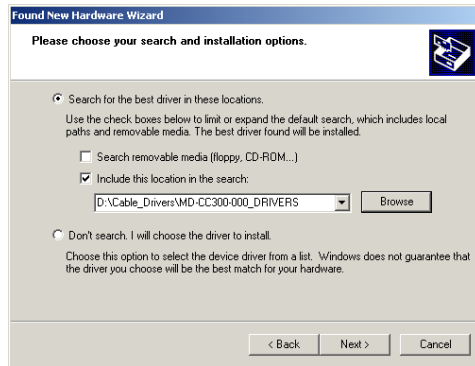 Found New Hardware Wizard
Please choose your search and installation options.
Search for the best driver in these locations.
Use the check boxes below to limit or expand the default search, which includes local
paths and removable media. The best driver found will be installed.
Search removable media (floppy, CD-ROM...)
Include this location in the search:
D:\Cable_Drivers\MD-CC300-000_DRIVERS
Browse
Don't search. I will choose the driver to install.
Choose this option to select the device driver from a list. Windows does not guarantee that
the driver you choose will be the best match for your hardware.
< Back
Next >
Cancel